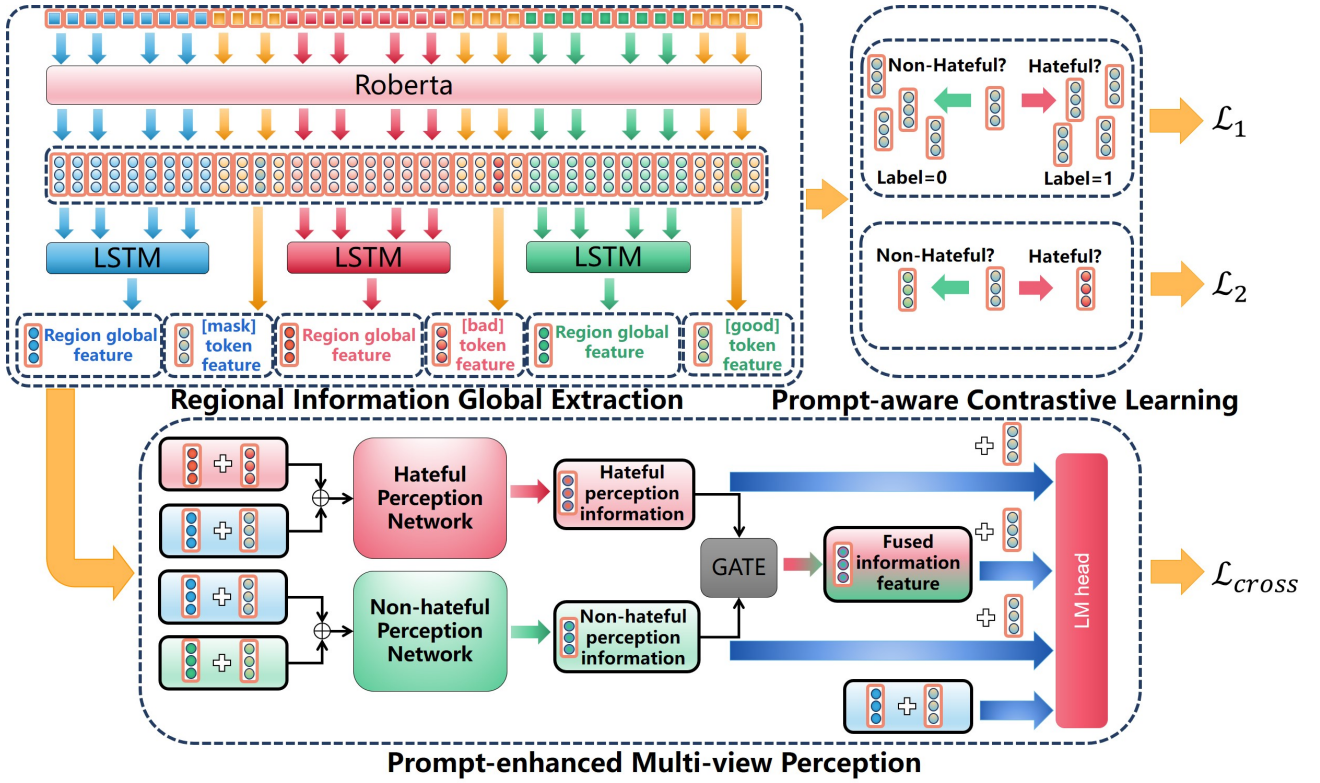 Roberta
LSTM
LSTM
LSTM
Region global
feature
[mask]
token
feature
Region global
feature
[bad]
token
feature
Region global
feature
[good]
token
feature
Regional Information Global Extraction
Non-Hateful?
Hateful?
Label=0
Label=1
ℒ1
Non-Hateful?
Hateful?
ℒ2
Prompt-aware Contrastive Learning
Hateful
Perception
Network
Hateful
perception
information
Non-hateful
Perception
Network
Non-hateful
perception
information
GATE
Fused
information
feature
LM head
ℒcross
Prompt-enhanced Multi-view Perception